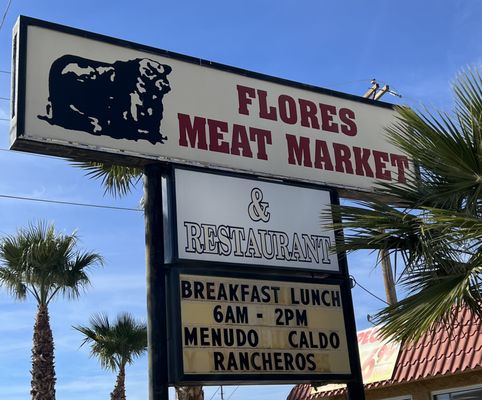 FLORES
MEAT MARKET
&
RESTAURANT
BREAKFAST LUNCH
6AM - 2PM
MENUDO CALDO
RANCHEROS